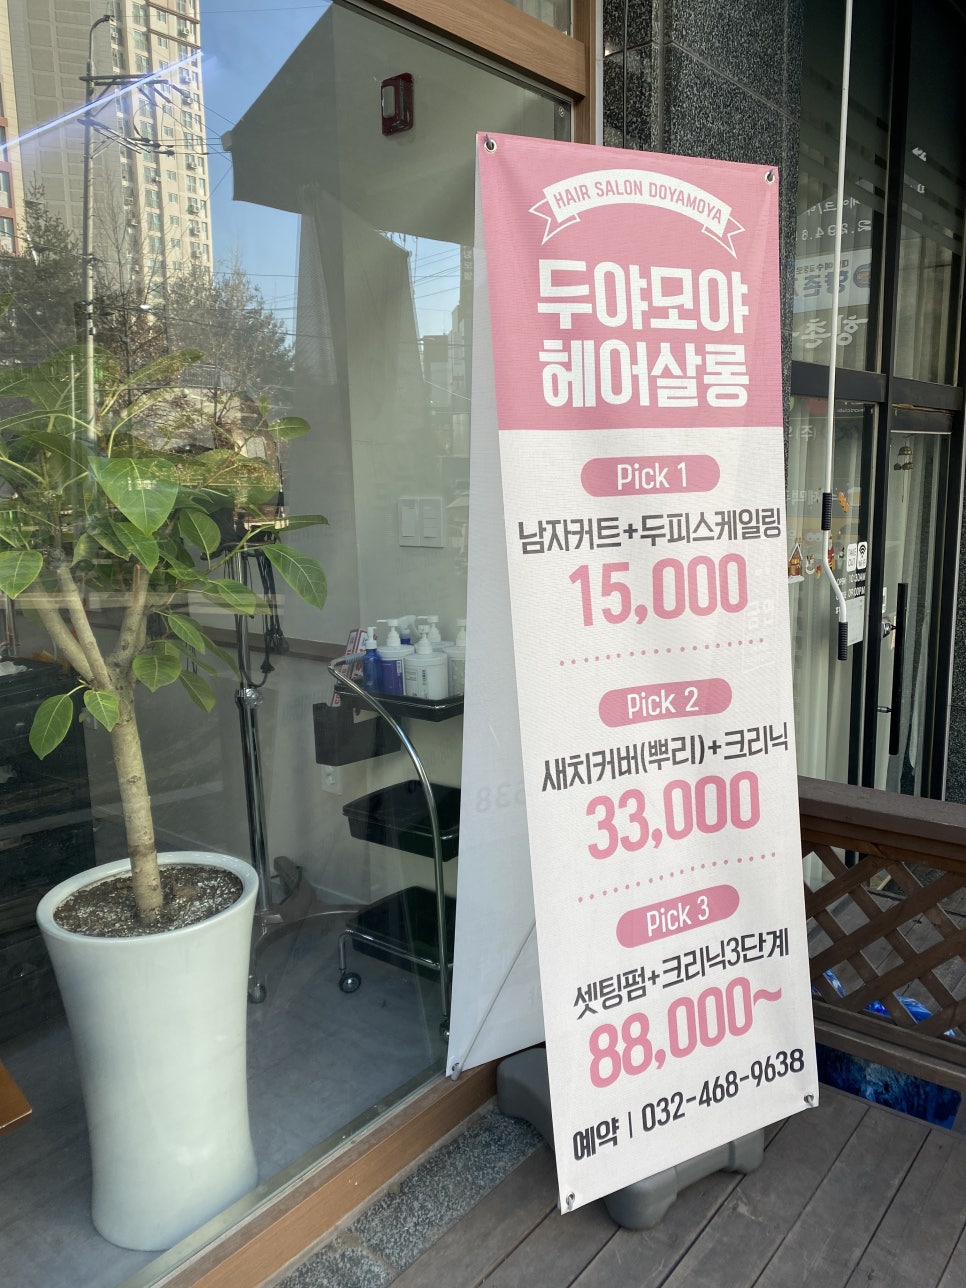 HAIR SALON DOYAMOYA
두야모야
헤어살롱
Pick 1
남자커트+두피스케일링
15,000
Pick 2
새치커버(뿌리)+크리닉
33,000
Pick 3
셋팅펌+크리닉3단계
88,000~
예약 | 032-468-9638